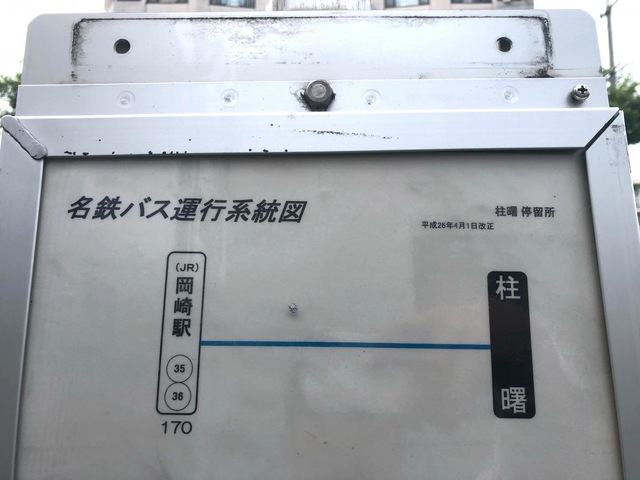 名鉄バス運行系統図
柱曙 停留所
平成26年4月1日改正
(JR)
岡崎駅
35
36
170
柱曙